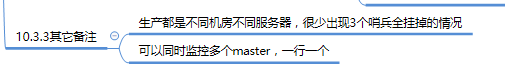 生产都是不同机房不同服务器，很少出现3个哨兵全挂掉的情况
10.3.3其它备注
可以同时监控多个master，一行一个